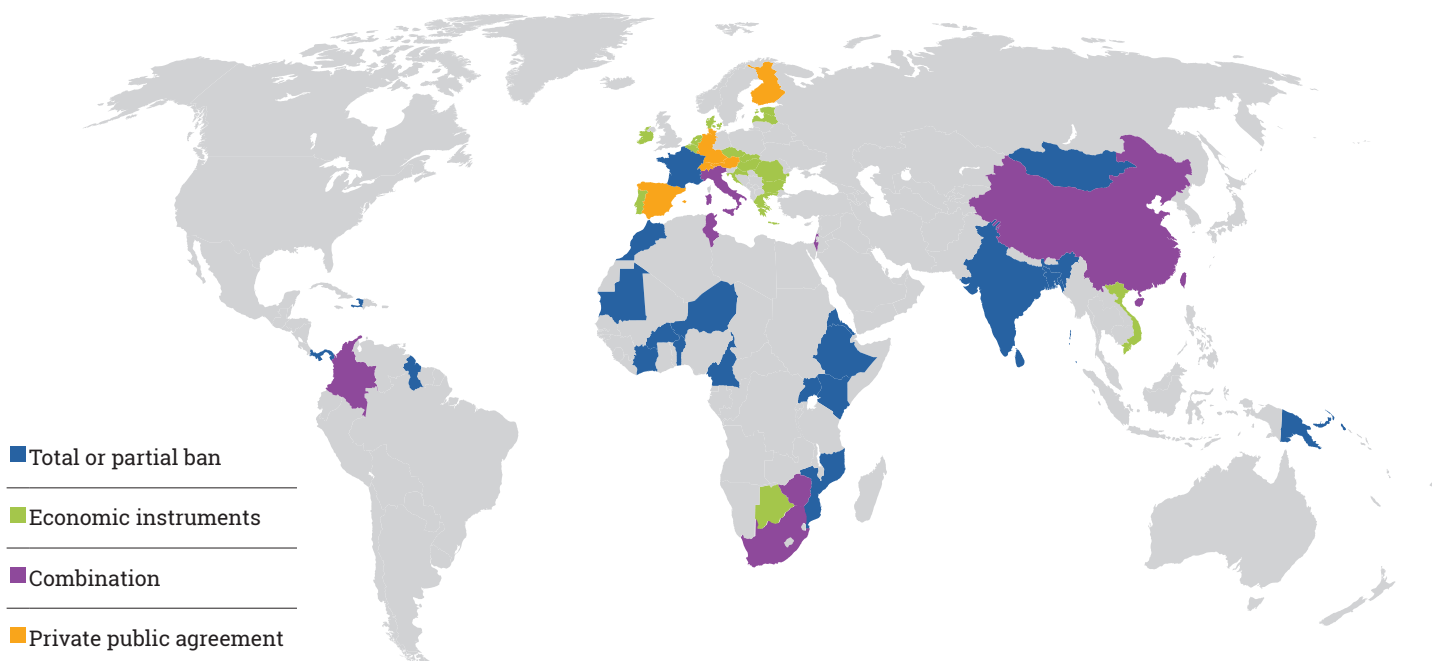 Total or partial ban
Economic instruments
Combination
Private public agreement